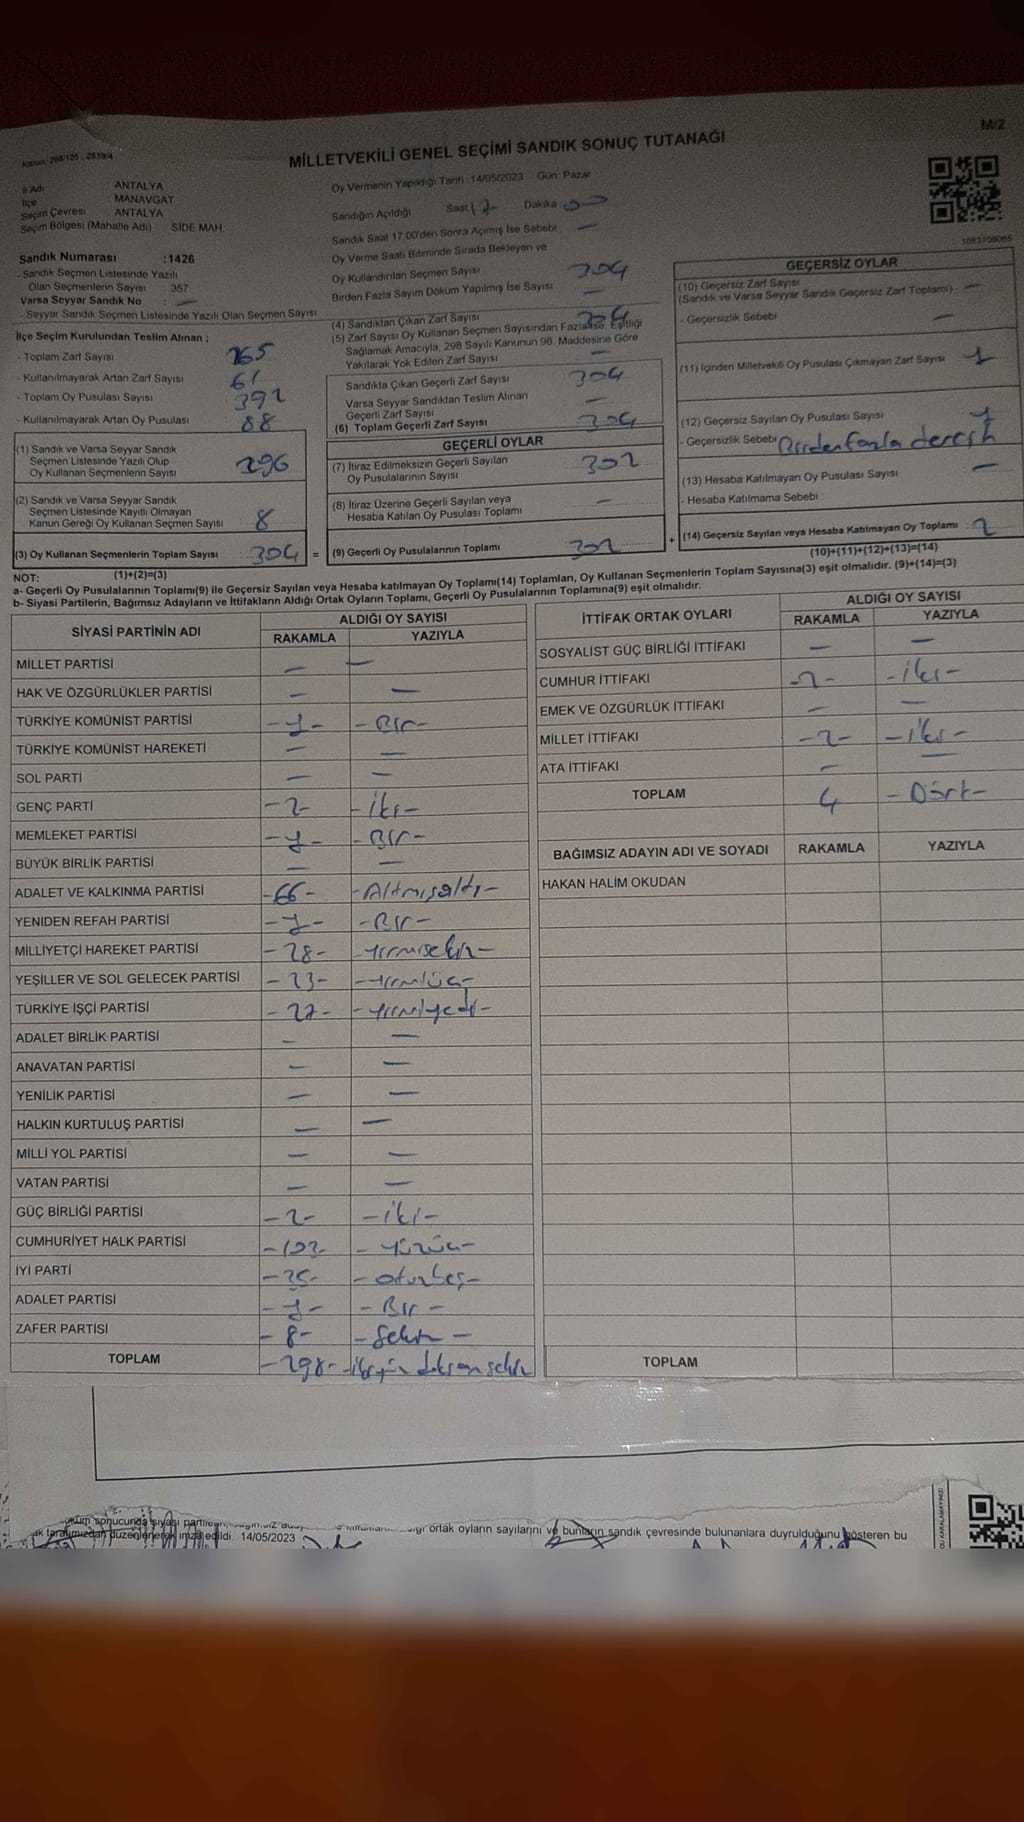 M/2
MİLLETVEKİLİ GENEL SEÇİMİ SANDIK SONUÇ TUTANAĞI
İl Adı : ANTALYA
İlçe : MANAVGAT
Seçim Çevresi : ANTALYA
Seçim Bölgesi (Mahalle Adı) SİDE MAH.
Sandık Numarası :1426
- Sandık Seçmen Listesinde Yazılı
Olan Seçmenlerin Sayısı 357
Varsa Seyyar Sandık No : —
- Seyyar Sandık Seçmen Listesinde Yazılı Olan Seçmen Sayısı
Oy Vermenin Yapıldığı Tarih :14/05/2023 Gün: Pazar
Sandığın Açıldığı Saat 17 Dakika
Sandık Saat 17:00'den Sonra Açımış İse Sebebi —
Oy Verme Saati Bitiminde Sırada Bekleyen ve
Oy Kullandırılan Seçmen Sayısı 304
Birden Fazla Sayım Döküm Yapılmış İse Sayısı —
İlçe Seçim Kurulundan Teslim Alınan ;
- Toplam Zarf Sayısı 365
- Kullanılmayarak Artan Zarf Sayısı 61
- Toplam Oy Pusulası Sayısı 392
- Kullanılmayarak Artan Oy Pusulası 88
(1) Sandık ve Varsa Seyyar Sandık
Seçmen Listesinde Yazılı Olup
Oy Kullanan Seçmenlerin Sayısı 296
(2) Sandık ve Varsa Seyyar Sandık
Seçmen Listesinde Kayıtlı Olmayan
Kanun Gereği Oy Kullanan Seçmen Sayısı 8
(3) Oy Kullanan Seçmenlerin Toplam Sayısı : 304 =
(1)+(2)=(3)
(4) Sandıktan Çıkan Zarf Sayısı 304
(5) Zarf Sayısı Oy Kullanan Seçmen Sayısından Fazla İse, Eşitliği
Sağlamak Amacıyla, 298 Sayılı Kanunun 98. Maddesine Göre
Yakılarak Yok Edilen Zarf Sayısı —
Sandıkta Çıkan Geçerli Zarf Sayısı 304
Varsa Seyyar Sandıktan Teslim Alınan
Geçerli Zarf Sayısı —
(6) Toplam Geçerli Zarf Sayısı 304
GEÇERLİ OYLAR
(7) İtiraz Edilmeksizin Geçerli Sayılan
Oy Pusulalarının Sayısı 302
(8) İtiraz Üzerine Geçerli Sayılan veya
Hesaba Katılan Oy Pusulası Toplamı —
(9) Geçerli Oy Pusulalarının Toplamı 302 +
GEÇERSİZ OYLAR
(10) Geçersiz Zarf Sayısı
(Sandık ve Varsa Seyyar Sandık Geçersiz Zarf Toplamı) —
- Geçersizlik Sebebi —
(11) İçinden Milletvekili Oy Pusulası Çıkmayan Zarf Sayısı 1
(12) Geçersiz Sayılan Oy Pusulası Sayısı 1
- Geçersizlik Sebebi Birden fazla tercih
(13) Hesaba Katılmayan Oy Pusulası Sayısı —
- Hesaba Katılmama Sebebi :
(14) Geçersiz Sayılan veya Hesaba Katılmayan Oy Toplamı : 2
(10)+(11)+(12)+(13)=(14)
NOT:
a- Geçerli Oy Pusulalarının Toplamı(9) ile Geçersiz Sayılan veya Hesaba katılmayan Oy Toplamı(14) Toplamları, Oy Kullanan Seçmenlerin Toplam Sayısına(3) eşit olmalıdır. (9)+(14)=(3)
b- Siyasi Partilerin, Bağımsız Adayların ve İttifakların Aldığı Ortak Oyların Toplamı, Geçerli Oy Pusulalarının Toplamına(9) eşit olmalıdır.
SİYASİ PARTİNİN ADI ALDIĞI OY SAYISI
RAKAMLA YAZIYLA
MİLLET PARTİSİ — —
HAK VE ÖZGÜRLÜKLER PARTİSİ — —
TÜRKİYE KOMÜNİST PARTİSİ -1- -Bir-
TÜRKİYE KOMÜNİST HAREKETİ — —
SOL PARTİ — —
GENÇ PARTİ -2- -iki-
MEMLEKET PARTİSİ -1- -Bir-
BÜYÜK BİRLİK PARTİSİ — —
ADALET VE KALKINMA PARTİSİ -66- -Altmışaltı-
YENİDEN REFAH PARTİSİ -1- -Bir-
MİLLİYETÇİ HAREKET PARTİSİ -28- -yirmisekiz-
YEŞİLLER VE SOL GELECEK PARTİSİ -23- -yirmiüç-
TÜRKİYE İŞÇİ PARTİSİ -27- -yirmiyedi-
ADALET BİRLİK PARTİSİ — —
ANAVATAN PARTİSİ — —
YENİLİK PARTİSİ — —
HALKIN KURTULUŞ PARTİSİ — —
MİLLİ YOL PARTİSİ — —
VATAN PARTİSİ — —
GÜÇ BİRLİĞİ PARTİSİ -2- -iki-
CUMHURİYET HALK PARTİSİ -103- -yüzüç-
İYİ PARTİ -35- -otuzbeş-
ADALET PARTİSİ -1- -Bir-
ZAFER PARTİSİ -8- -Sekiz-
TOPLAM -298- -ikiyüz doksan sekiz
İTTİFAK ORTAK OYLARI ALDIĞI OY SAYISI
RAKAMLA YAZIYLA
SOSYALİST GÜÇ BİRLİĞİ İTTİFAKI — —
CUMHUR İTTİFAKI -2- -iki-
EMEK VE ÖZGÜRLÜK İTTİFAKI — —
MİLLET İTTİFAKI -2- -iki-
ATA İTTİFAKI — —
TOPLAM 4 -Dört-
BAĞIMSIZ ADAYIN ADI VE SOYADI RAKAMLA YAZIYLA
HAKAN HALİM OKUDAN
TOPLAM
sonucunda siyasi ortak oyların sayılarını ve bunların sandık çevresinde bulunanlara duyrulduğunu gösteren bu
tarafımızdan düzenlenerek imza edildi 14/05/2023